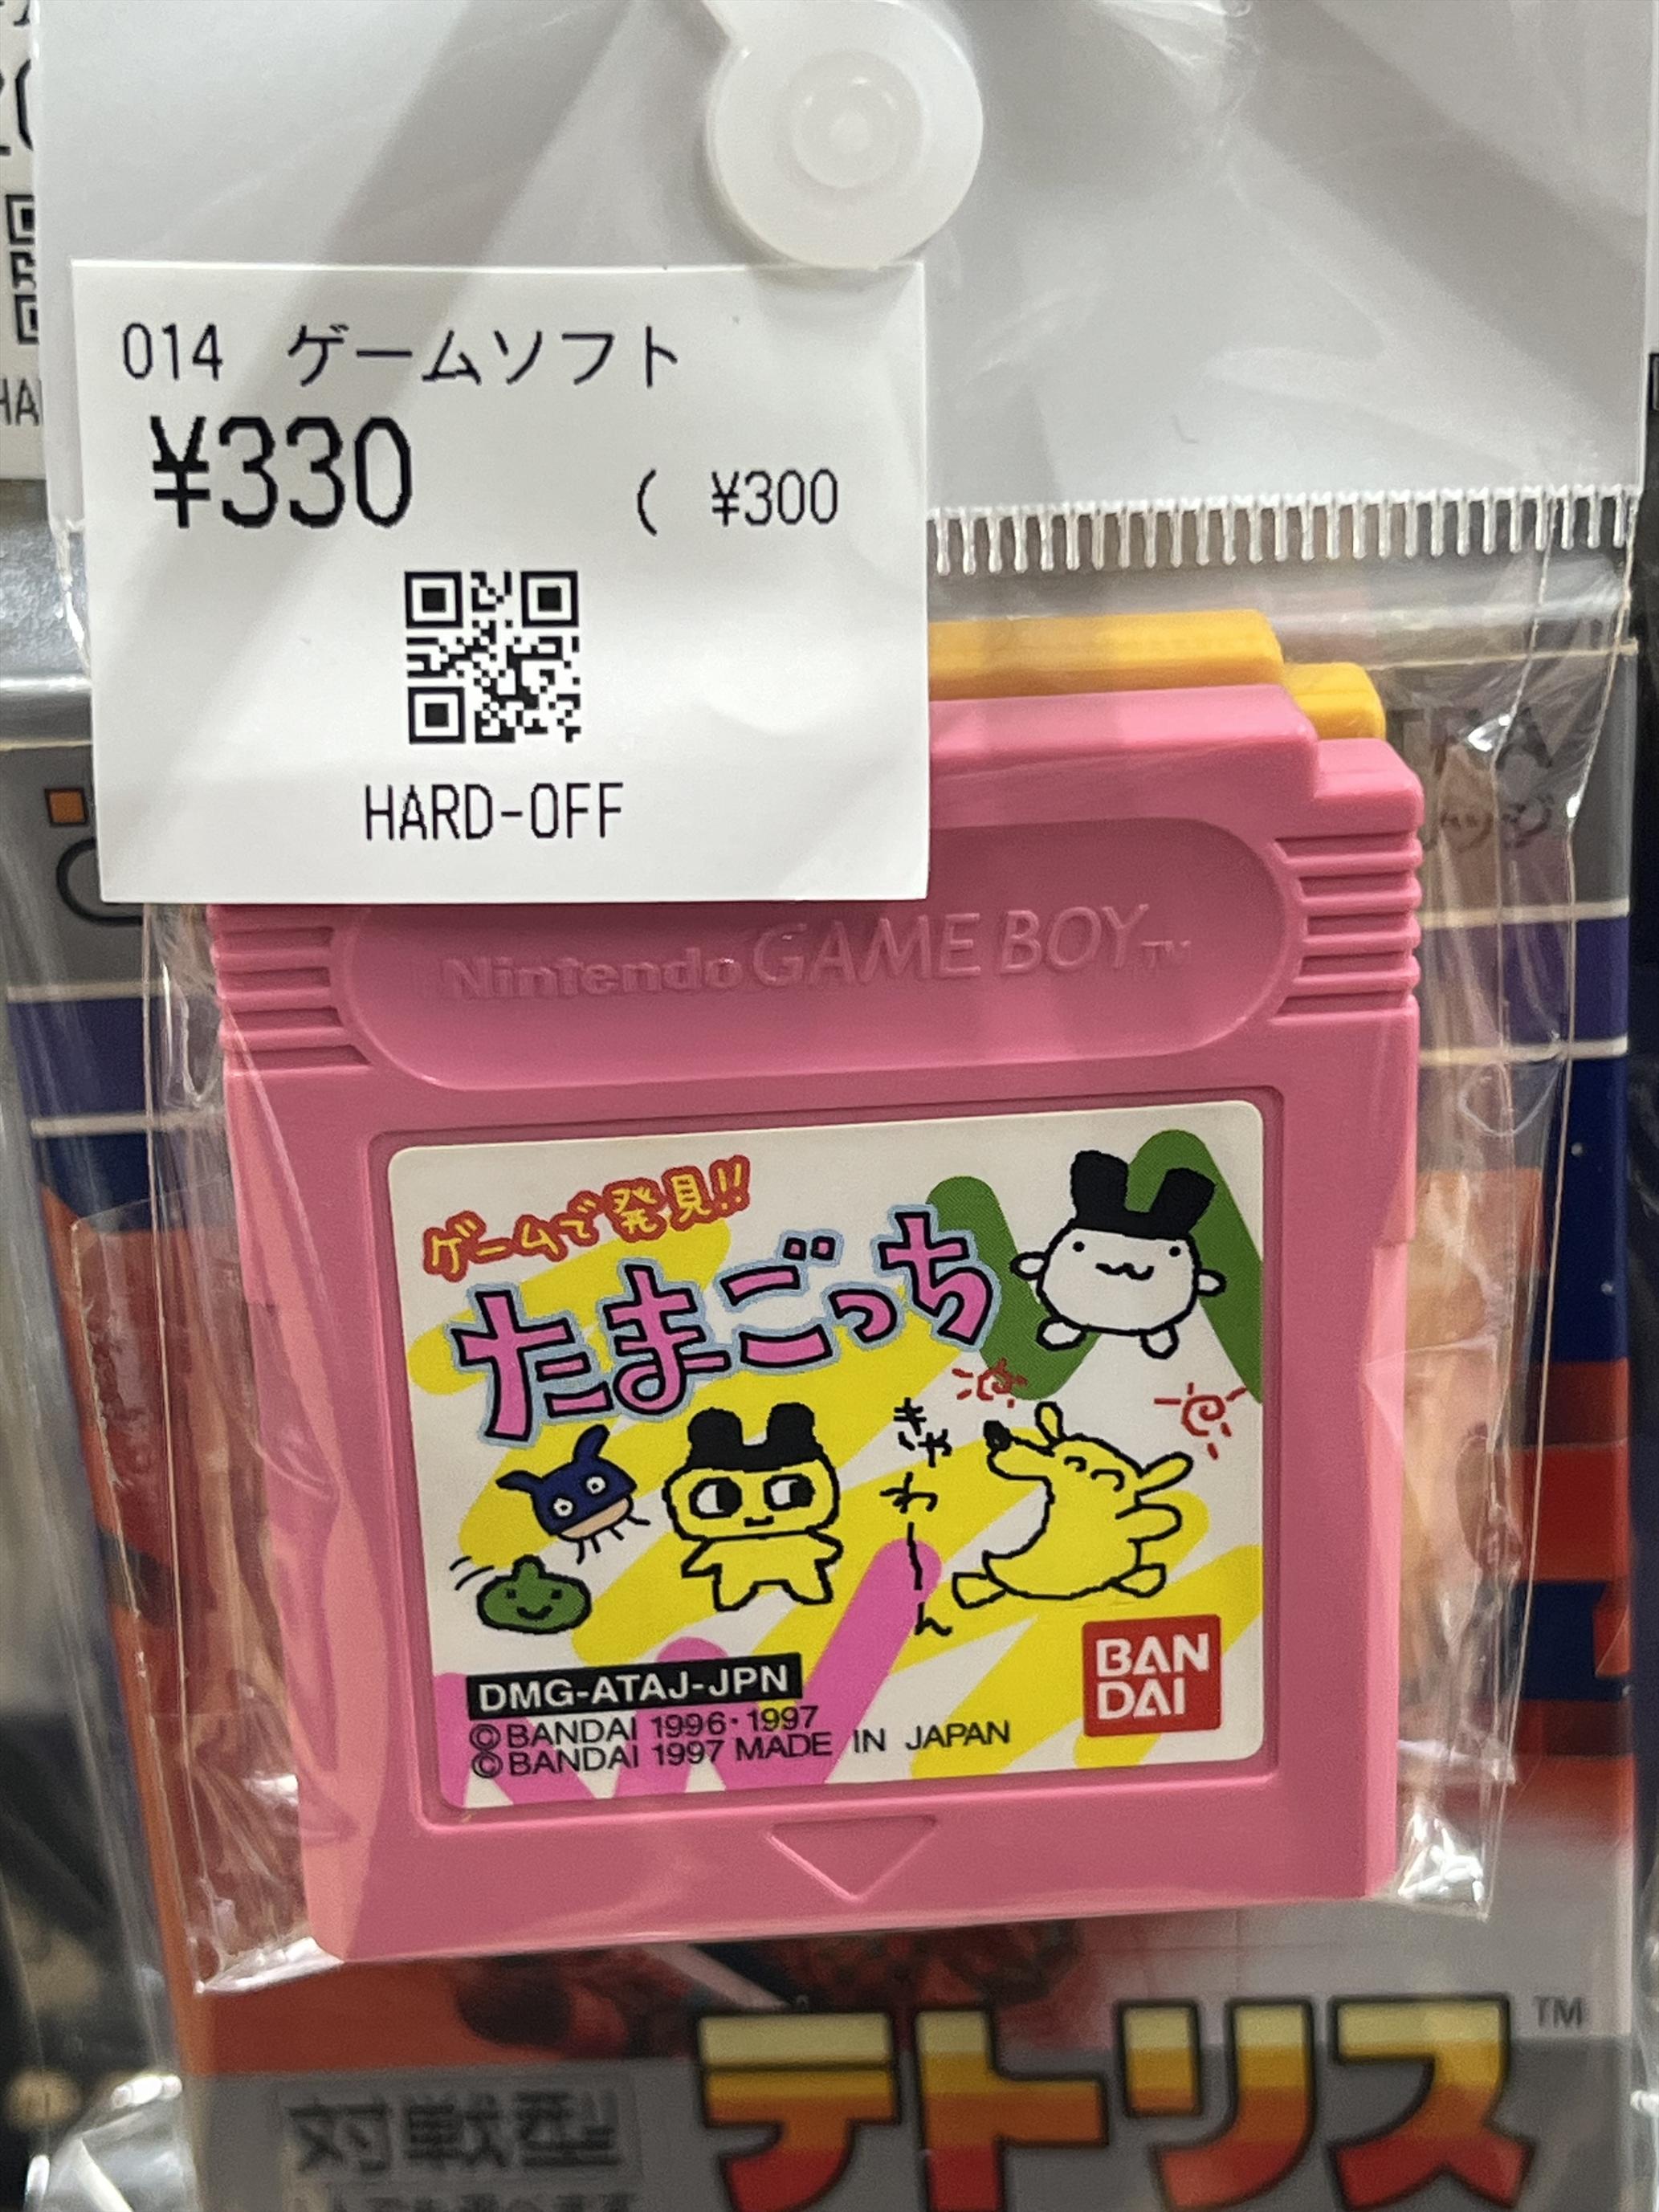 014 ゲームソフト
¥330 ( ¥300
HARD-OFF
Nintendo GAME BOY TM
ゲームで発見!!
たまごっち
きゃわーん
DMG-ATAJ-JPN
©BANDAI 1996・1997
©BANDAI 1997 MADE IN JAPAN
BAN
DAI
テトリス TM
対戦型